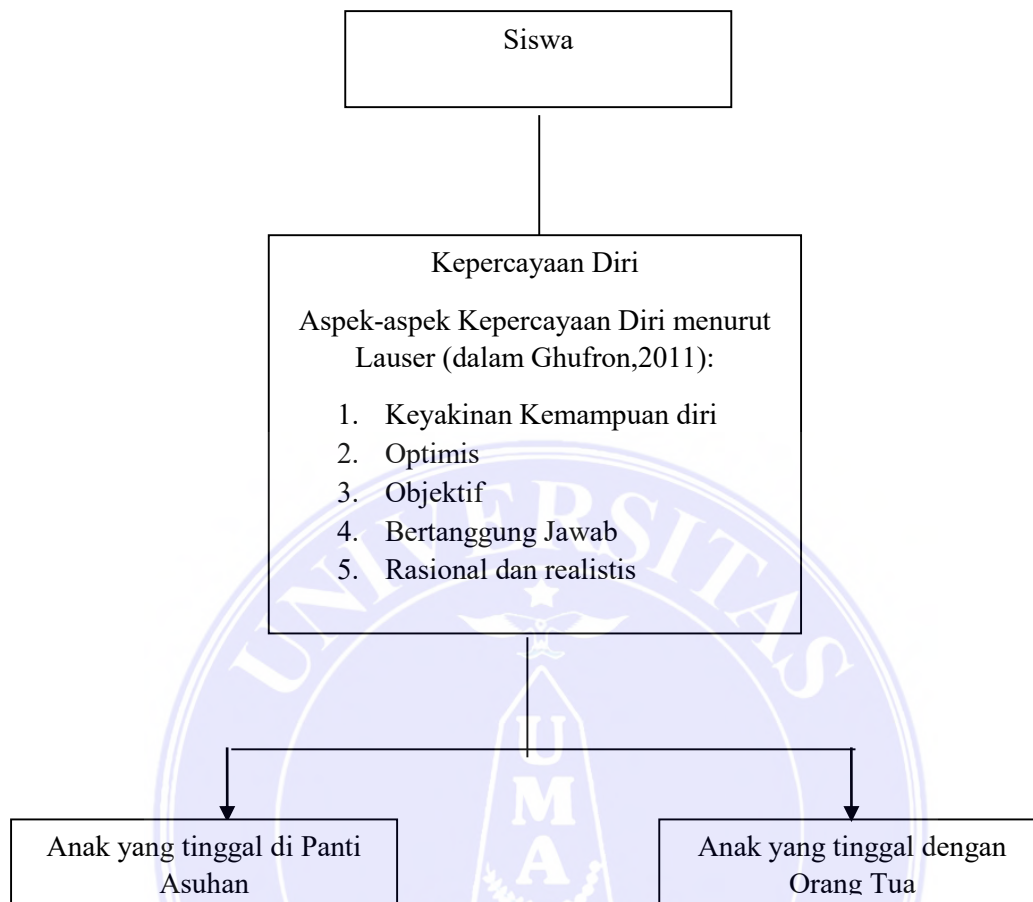 Siswa
Kepercayaan Diri
Aspek-aspek Kepercayaan Diri menurut
Lauser (dalam Ghufron,2011):
1. Keyakinan Kemampuan diri
2. Optimis
3. Objektif
4. Bertanggung Jawab
5. Rasional dan realistis
UNIVERSITAS
U
M
A
Anak yang tinggal di Panti
Asuhan
Anak yang tinggal dengan
Orang Tua